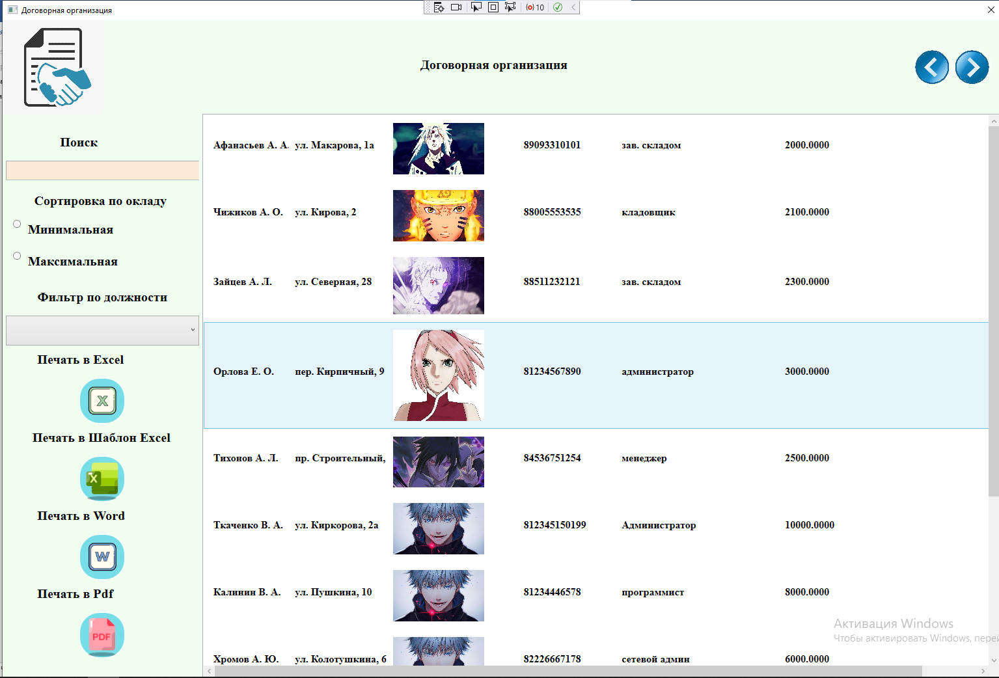 Договорная организация
10
Договорная организация
Поиск
Сортировка по окладу
Минимальная
Максимальная
Фильтр по должности
Печать в Excel
X
Печать в Шаблон Excel
X
Печать в Word
W
Печать в Pdf
PDF
Афанасьев А. А. ул. Макарова, 1а 89093310101 зав. складом 2000.0000
Чижиков А. О. ул. Кирова, 2 88005553535 кладовщик 2100.0000
Зайцев А. Л. ул. Северная, 28 88511232121 зав. складом 2300.0000
Орлова Е. О. пер. Кирпичный, 9 81234567890 администратор 3000.0000
Тихонов А. Л. пр. Строительный, 84536751254 менеджер 2500.0000
Ткаченко В. А. ул. Киркорова, 2а 812345150199 Администратор 10000.0000
Калинин В. А. ул. Пушкина, 10 81234446578 программист 8000.0000
Хромов А. Ю. ул. Колотушкина, 6 82226667178 сетевой админ 6000.0000
Активация Windows
Чтобы активировать Windows, перей